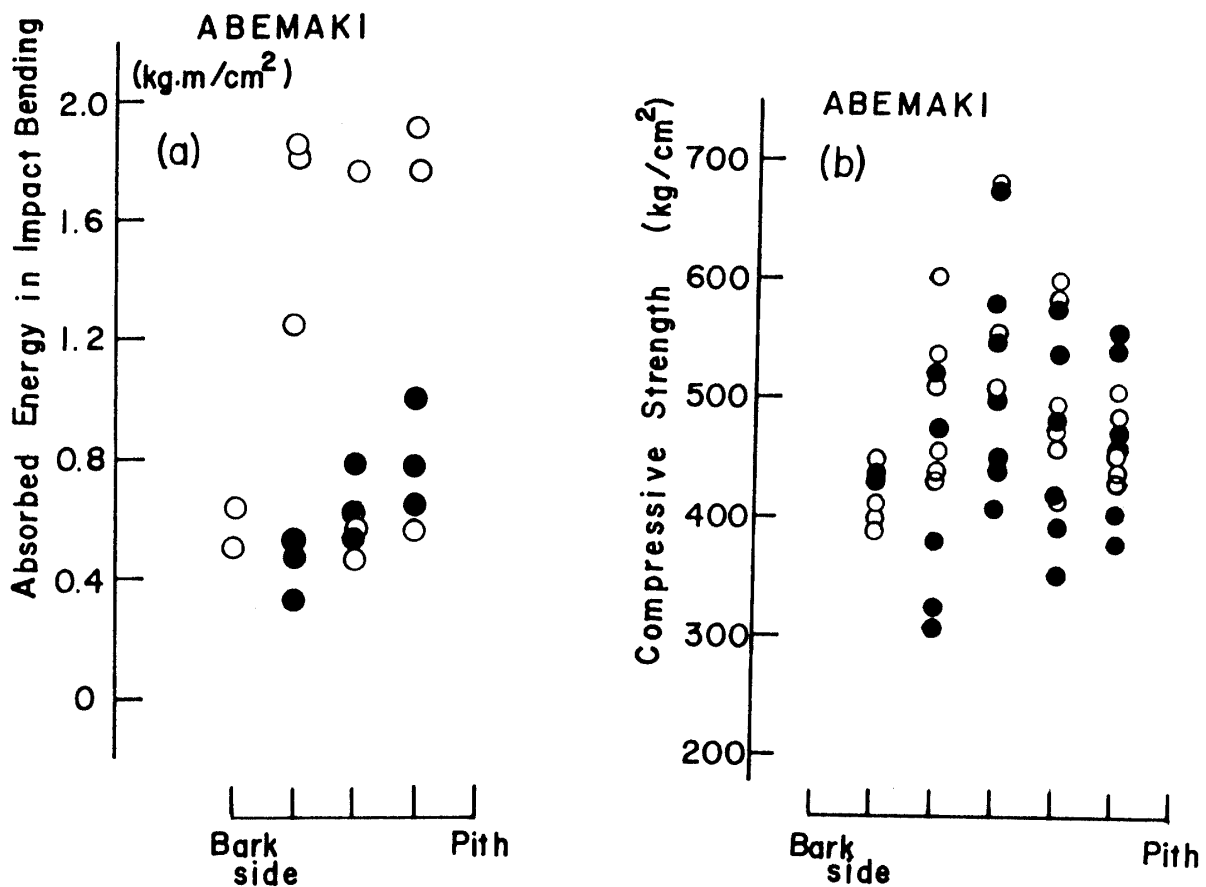 ABEMAKI
(kg.m/cm²)
Absorbed Energy in Impact Bending
(a)
2.0
1.6
1.2
0.8
0.4
0
Bark
side
Pith
ABEMAKI
(b)
Compressive Strength (kg/cm²)
700
600
500
400
300
200
Bark
side
Pith